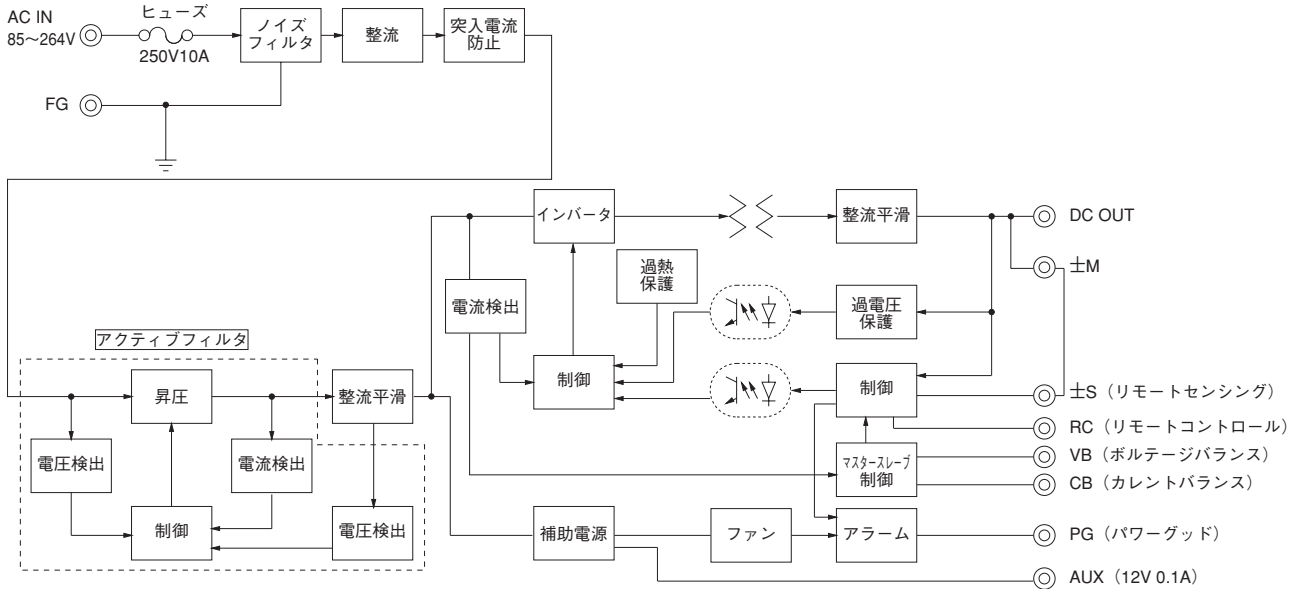 AC IN
85〜264V
ヒューズ
250V10A
ノイズ
フィルタ
整流
突入電流
防止
FG
インバータ
整流平滑
DC OUT
士M
過熱
保護
電流検出
過電圧
保護
アクティブフィルタ
昇圧
整流平滑
制御
制御
士S（リモートセンシング）
RC（リモートコントロール）
電圧検出
電流検出
マスタースレーブ
制御
VB（ボルテージバランス）
CB（カレントバランス）
制御
電圧検出
補助電源
ファン
アラーム
PG（パワーグッド）
AUX（12V 0.1A）